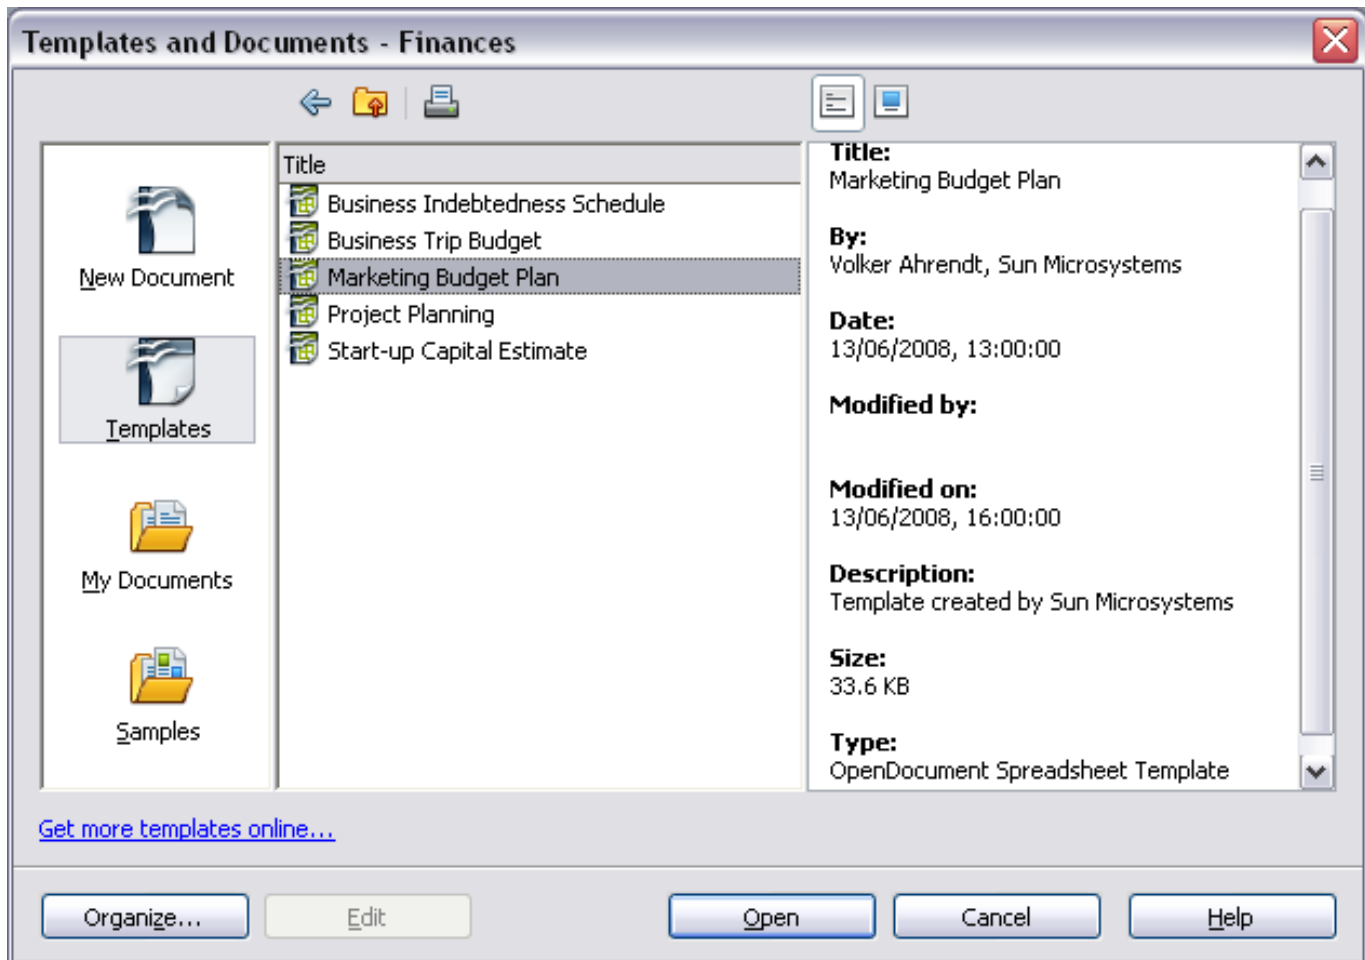 Templates and Documents - Finances
New Document
Templates
My Documents
Samples
Title
Business Indebtedness Schedule
Business Trip Budget
Marketing Budget Plan
Project Planning
Start-up Capital Estimate
Title:
Marketing Budget Plan
By:
Volker Ahrendt, Sun Microsystems
Date:
13/06/2008, 13:00:00
Modified by:
Modified on:
13/06/2008, 16:00:00
Description:
Template created by Sun Microsystems
Size:
33.6 KB
Type:
OpenDocument Spreadsheet Template
Get more templates online...
Organize...
Edit
Open
Cancel
Help